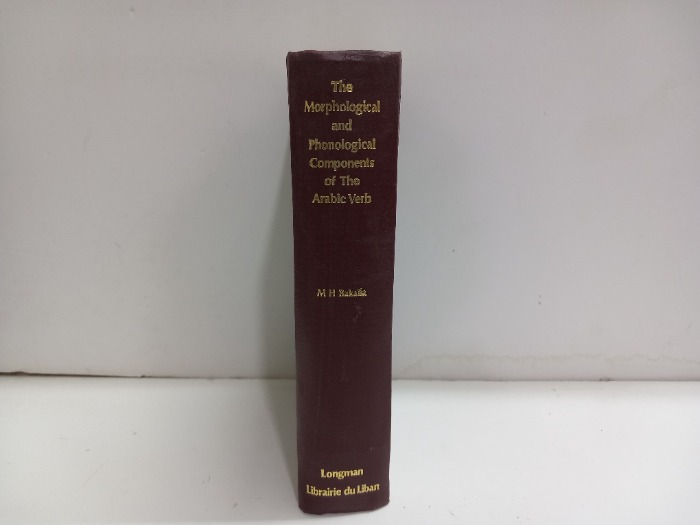 The
Morphological
and
Phonological
Components
of The
Arabic Verb
M H Bakalla
Longman
Librairie du Liban